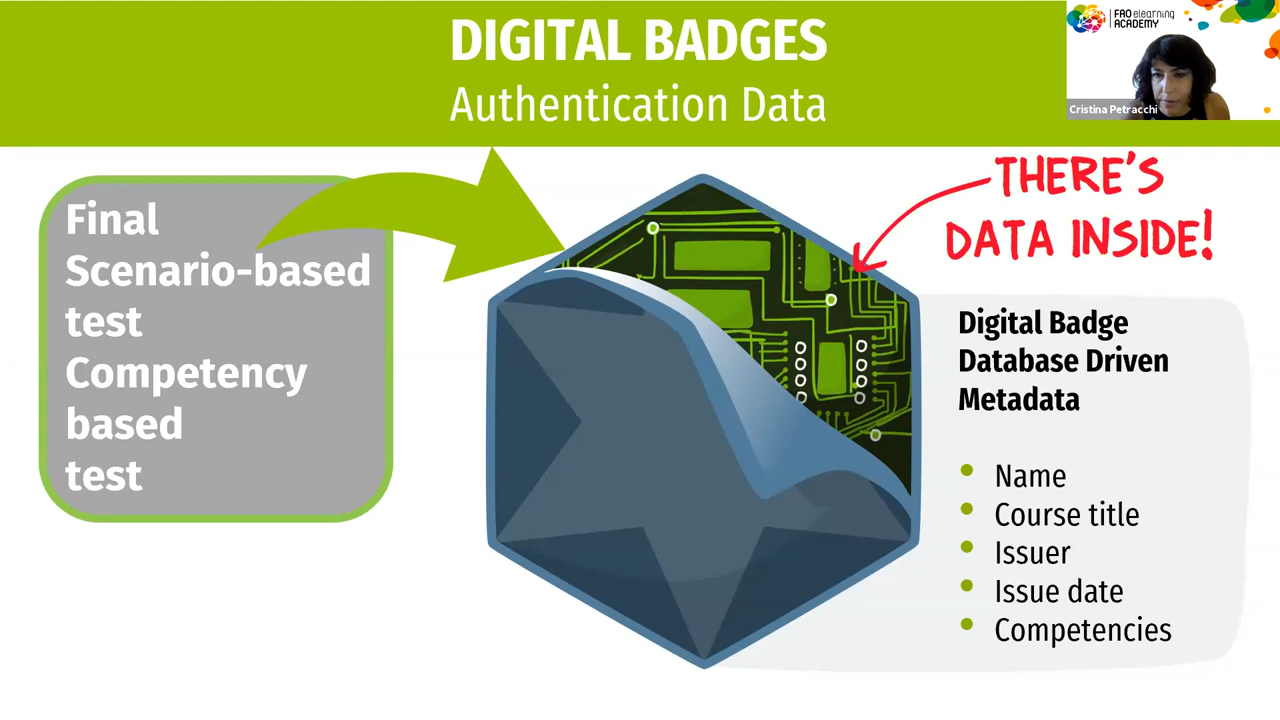 DIGITAL BADGES
Authentication Data
FAO elearning
ACADEMY
Cristina Petracchi
Final
Scenario-based
test
Competency
based
test
THERE'S
DATA INSIDE!
Digital Badge
Database Driven
Metadata
• Name
• Course title
• Issuer
• Issue date
• Competencies